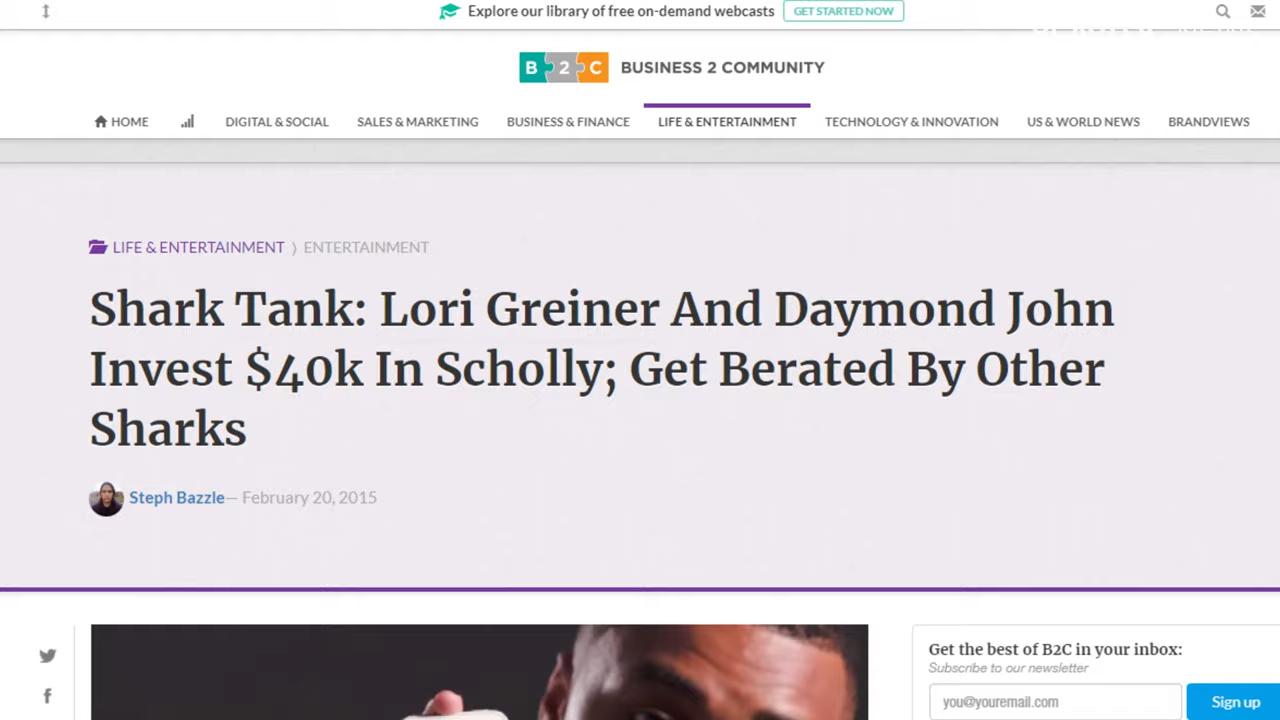 Explore our library of free on-demand webcasts GET STARTED NOW
B 2 C BUSINESS 2 COMMUNITY
HOME DIGITAL & SOCIAL SALES & MARKETING BUSINESS & FINANCE LIFE & ENTERTAINMENT TECHNOLOGY & INNOVATION US & WORLD NEWS BRANDVIEWS
LIFE & ENTERTAINMENT ⟩ ENTERTAINMENT
Shark Tank: Lori Greiner And Daymond John
Invest $40k In Scholly; Get Berated By Other
Sharks
Steph Bazzle— February 20, 2015
Get the best of B2C in your inbox:
Subscribe to our newsletter
you@youremail.com Sign up